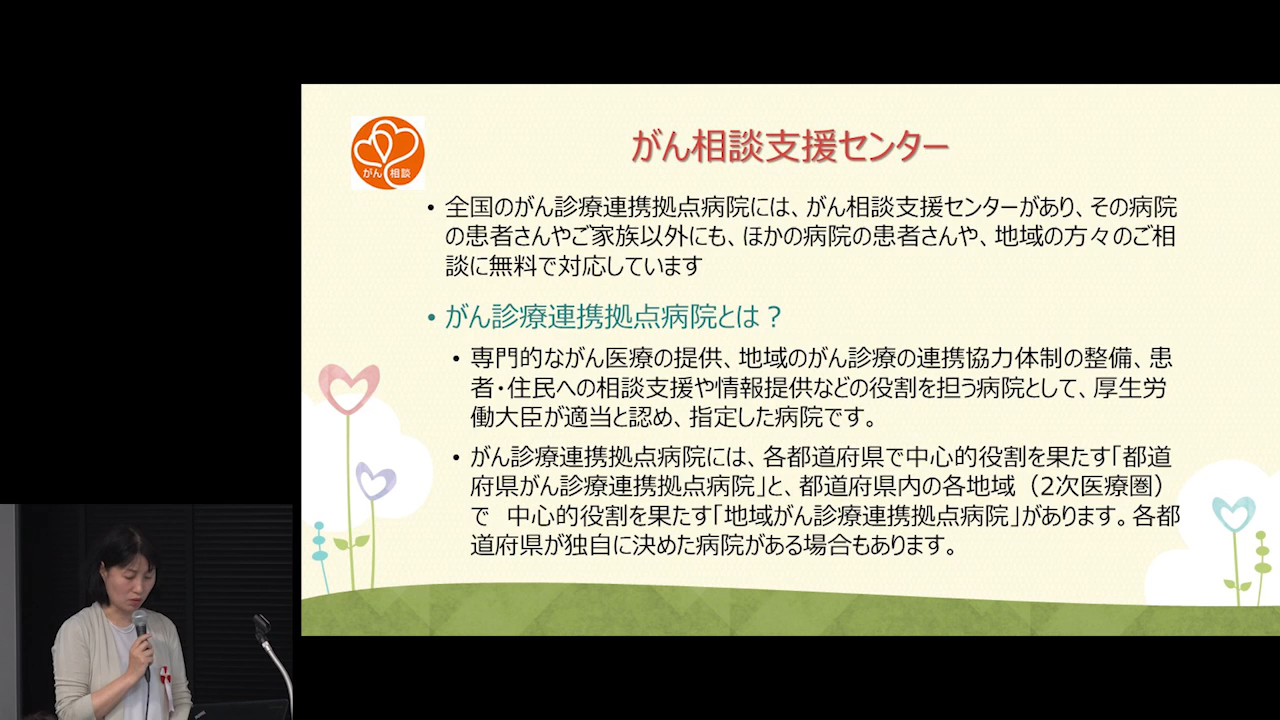 がん相談支援センター
がん 相談
• 全国のがん診療連携拠点病院には、がん相談支援センターがあり、その病院
の患者さんやご家族以外にも、ほかの病院の患者さんや、地域の方々のご相
談に無料で対応しています
• がん診療連携拠点病院とは？
• 専門的ながん医療の提供、地域のがん診療の連携協力体制の整備、患
者・住民への相談支援や情報提供などの役割を担う病院として、厚生労
働大臣が適当と認め、指定した病院です。
• がん診療連携拠点病院には、各都道府県で中心的役割を果たす「都道
府県がん診療連携拠点病院」と、都道府県内の各地域（2次医療圏）
で　中心的役割を果たす「地域がん診療連携拠点病院」があります。各都
道府県が独自に決めた病院がある場合もあります。